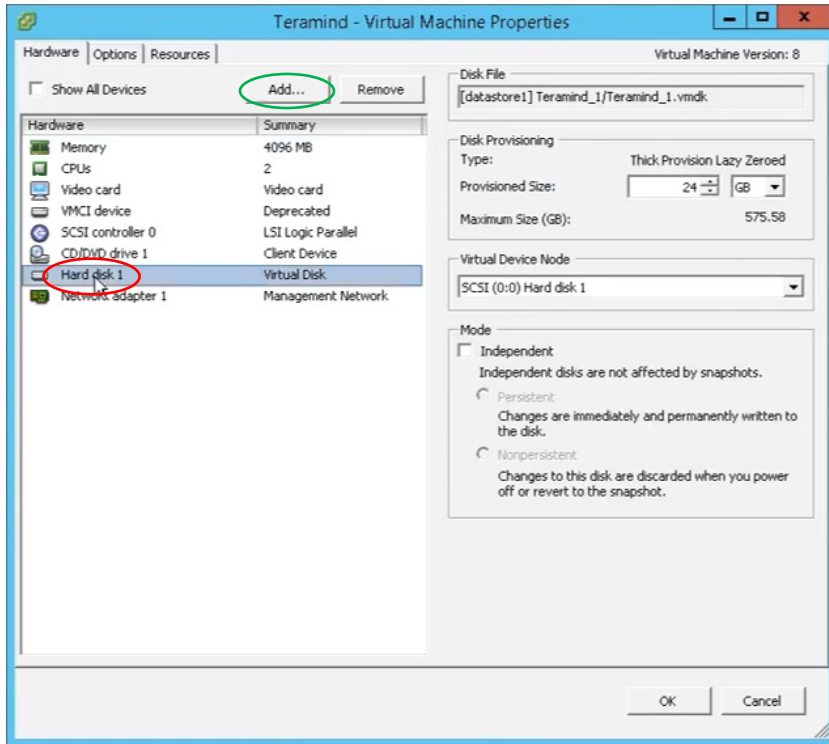 Teramind - Virtual Machine Properties
Hardware Options Resources
Virtual Machine Version: 8
Show All Devices
Add...
Remove
Hardware Summary
Memory 4096 MB
CPUs 2
Video card Video card
VMCI device Deprecated
SCSI controller 0 LSI Logic Parallel
CD/DVD drive 1 Client Device
Hard disk 1 Virtual Disk
Network adapter 1 Management Network
Disk File
[datastore1] Teramind_1/Teramind_1.vmdk
Disk Provisioning
Type: Thick Provision Lazy Zeroed
Provisioned Size: 24 GB
Maximum Size (GB): 575.58
Virtual Device Node
SCSI (0:0) Hard disk 1
Mode
Independent
Independent disks are not affected by snapshots.
Persistent
Changes are immediately and permanently written to
the disk.
Nonpersistent
Changes to this disk are discarded when you power
off or revert to the snapshot.
OK Cancel